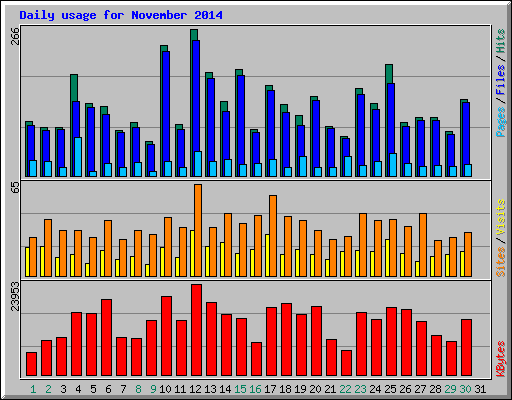 Daily usage for November 2014
266
Pages / Files / Hits
65
Sites / Visits
23953
KBytes
1 2 3 4 5 6 7 8 9 10 11 12 13 14 15 16 17 18 19 20 21 22 23 24 25 26 27 28 29 30 31